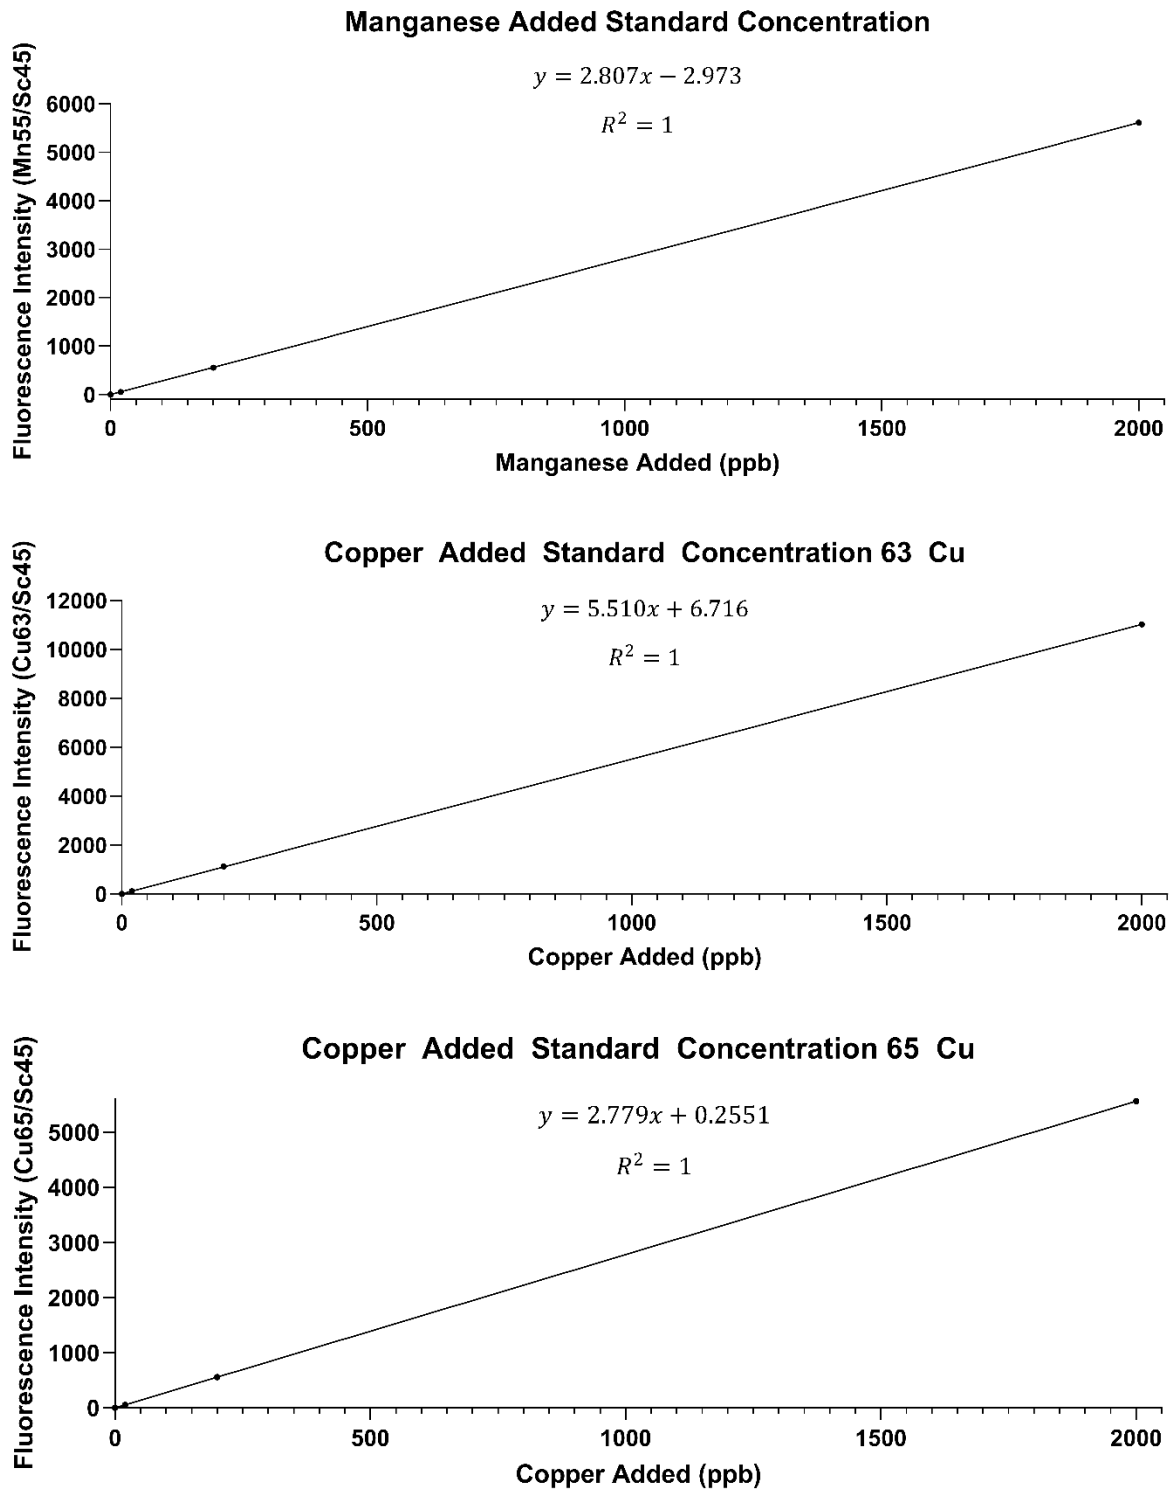 Manganese Added Standard Concentration
y = 2.807x − 2.973
R² = 1
Fluorescence Intensity (Mn55/Sc45)
6000
5000
4000
3000
2000
1000
0
0 500 1000 1500 2000
Manganese Added (ppb)
Copper Added Standard Concentration 63 Cu
y = 5.510x + 6.716
R² = 1
Fluorescence Intensity (Cu63/Sc45)
12000
10000
8000
6000
4000
2000
0
0 500 1000 1500 2000
Copper Added (ppb)
Copper Added Standard Concentration 65 Cu
y = 2.779x + 0.2551
R² = 1
Fluorescence Intensity (Cu65/Sc45)
5000
4000
3000
2000
1000
0
0 500 1000 1500 2000
Copper Added (ppb)